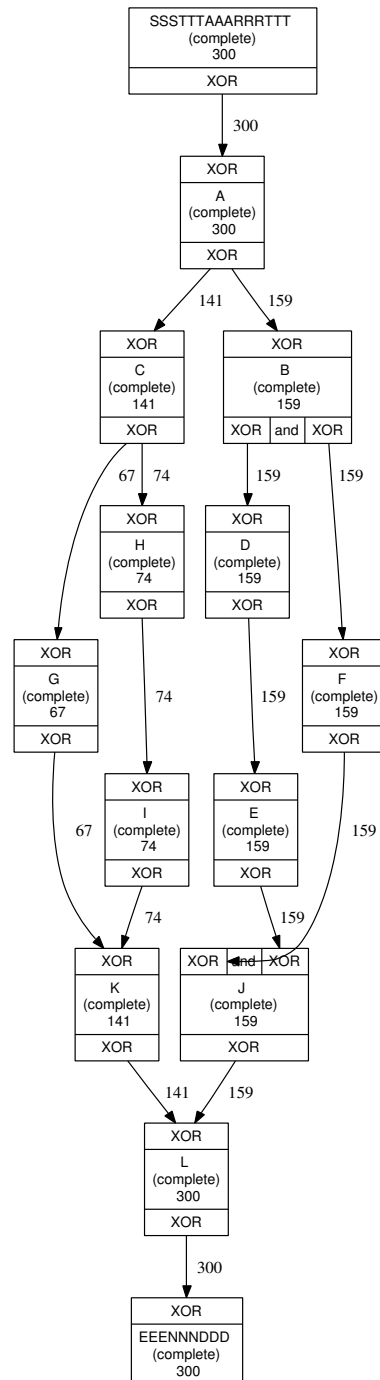 SSSTTTAAARRRTTT
(complete)
300
XOR
300
XOR
A
(complete)
300
XOR
141 159
XOR
C
(complete)
141
XOR
XOR
B
(complete)
159
XOR and XOR
67 74 159 159
XOR
H
(complete)
74
XOR
XOR
D
(complete)
159
XOR
XOR
G
(complete)
67
XOR
XOR
F
(complete)
159
XOR
74 159
XOR
I
(complete)
74
XOR
XOR
E
(complete)
159
XOR
67 159
74 159
XOR
K
(complete)
141
XOR
XOR and XOR
J
(complete)
159
XOR
141 159
XOR
L
(complete)
300
XOR
300
XOR
EEENNNDDD
(complete)
300